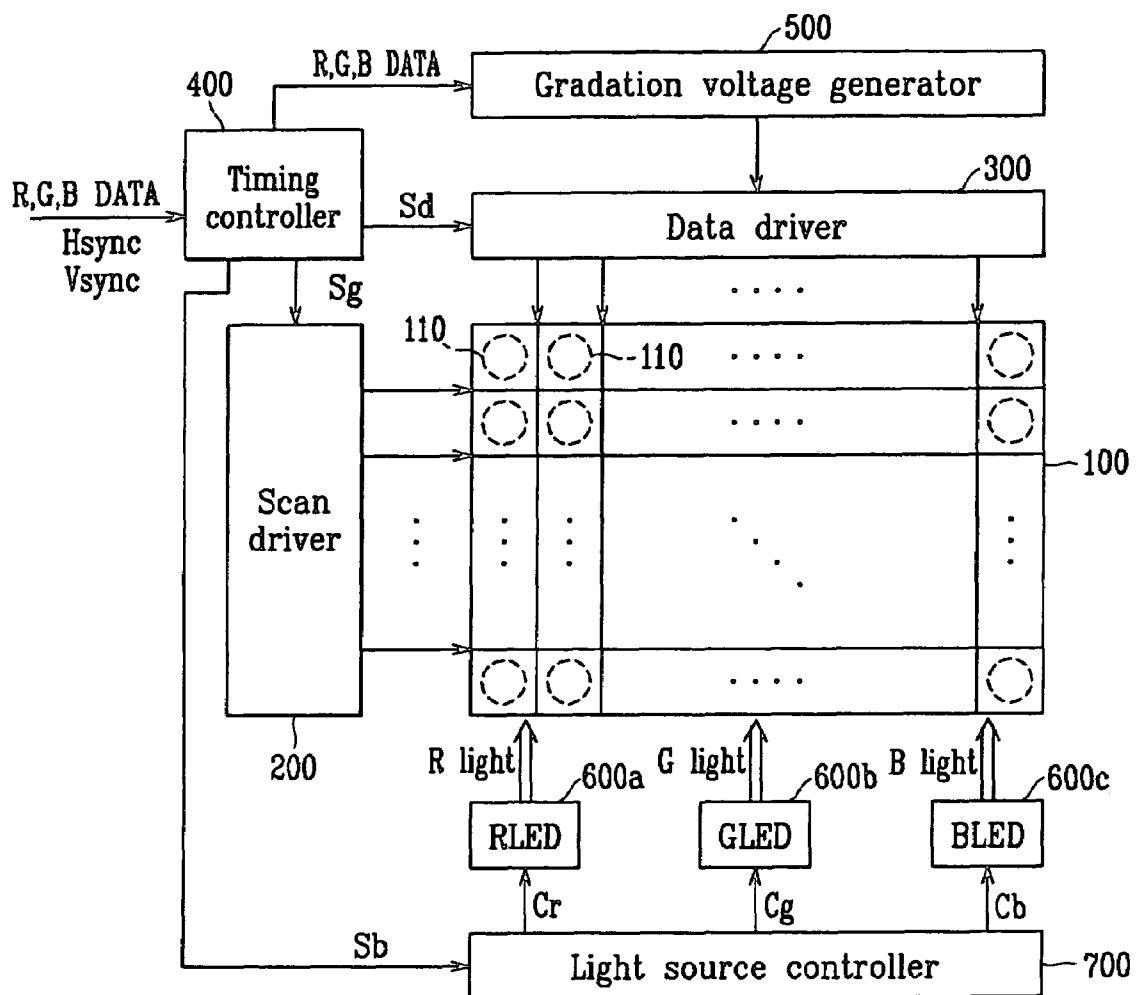 500
R,G,B DATA
Gradation voltage generator
400
Timing
controller
R,G,B DATA
Hsync
Vsync
Sd
300
Data driver
Sg
110
110
100
Scan
driver
200
R light
G light
B light
600a
600b
600c
RLED
GLED
BLED
Cr
Cg
Cb
Sb
Light source controller
700